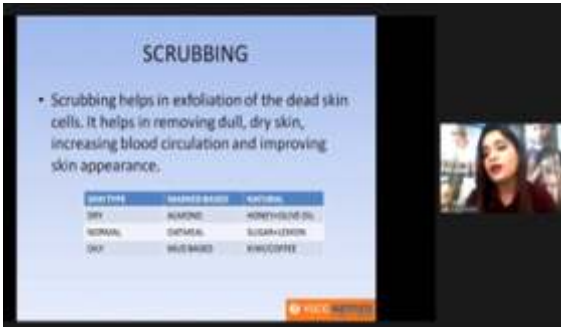 SCRUBBING
• Scrubbing helps in exfoliation of the dead skin
cells. It helps in removing dull, dry skin,
increasing blood circulation and improving
skin appearance.
SKIN TYPE MARKED BASED NATURAL
DRY ALMOND HONEY+OLIVE OIL
NORMAL OATMEAL SUGAR+LEMON
OILY MUD BASED KIWI/COFFEE